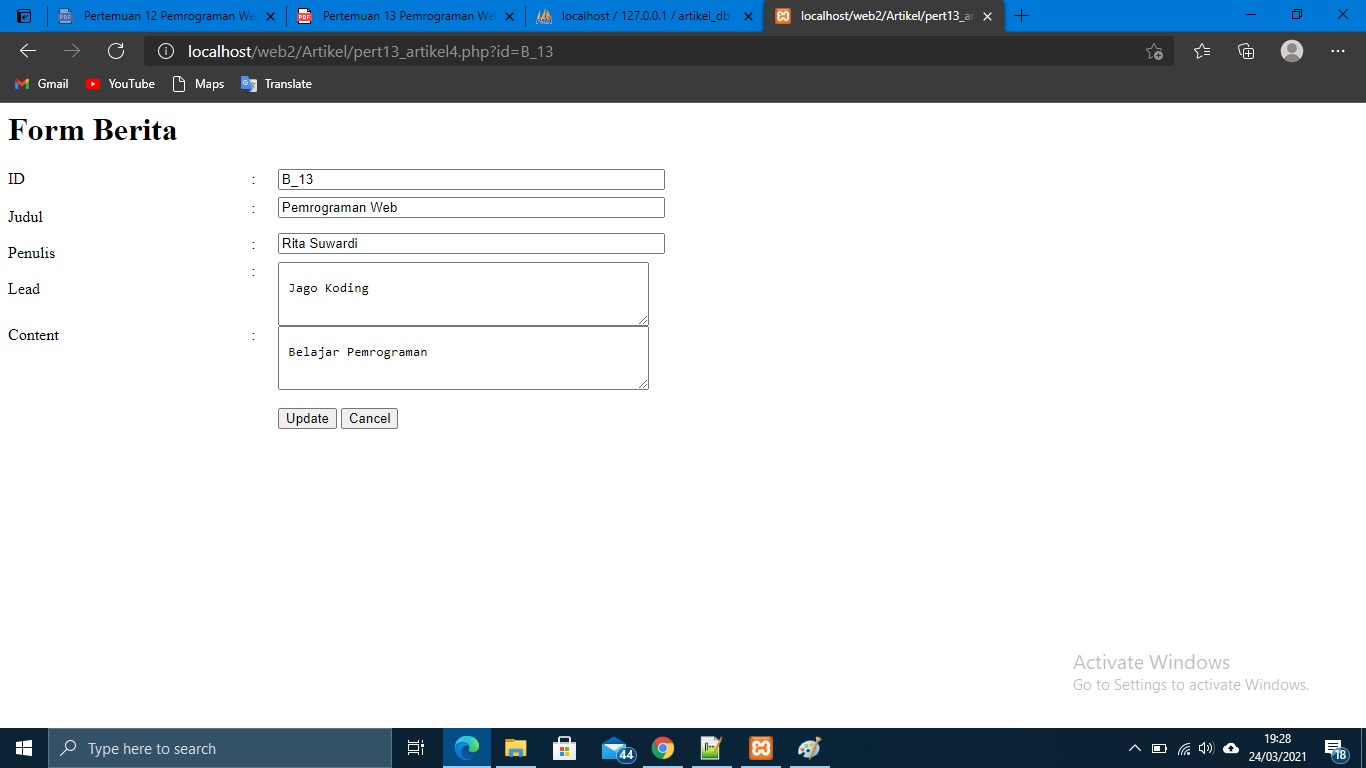 Pertemuan 12 Pemrograman We
Pertemuan 13 Pemrograman We
localhost / 127.0.0.1 / artikel_db
localhost/web2/Artikel/pert13_ar
localhost/web2/Artikel/pert13_artikel4.php?id=B_13
Gmail YouTube Maps Translate
Form Berita
ID : B_13
Judul : Pemrograman Web
Penulis : Rita Suwardi
Lead : Jago Koding
Content : Belajar Pemrograman
Update Cancel
Activate Windows
Go to Settings to activate Windows.
Type here to search
44
19:28
24/03/2021
18